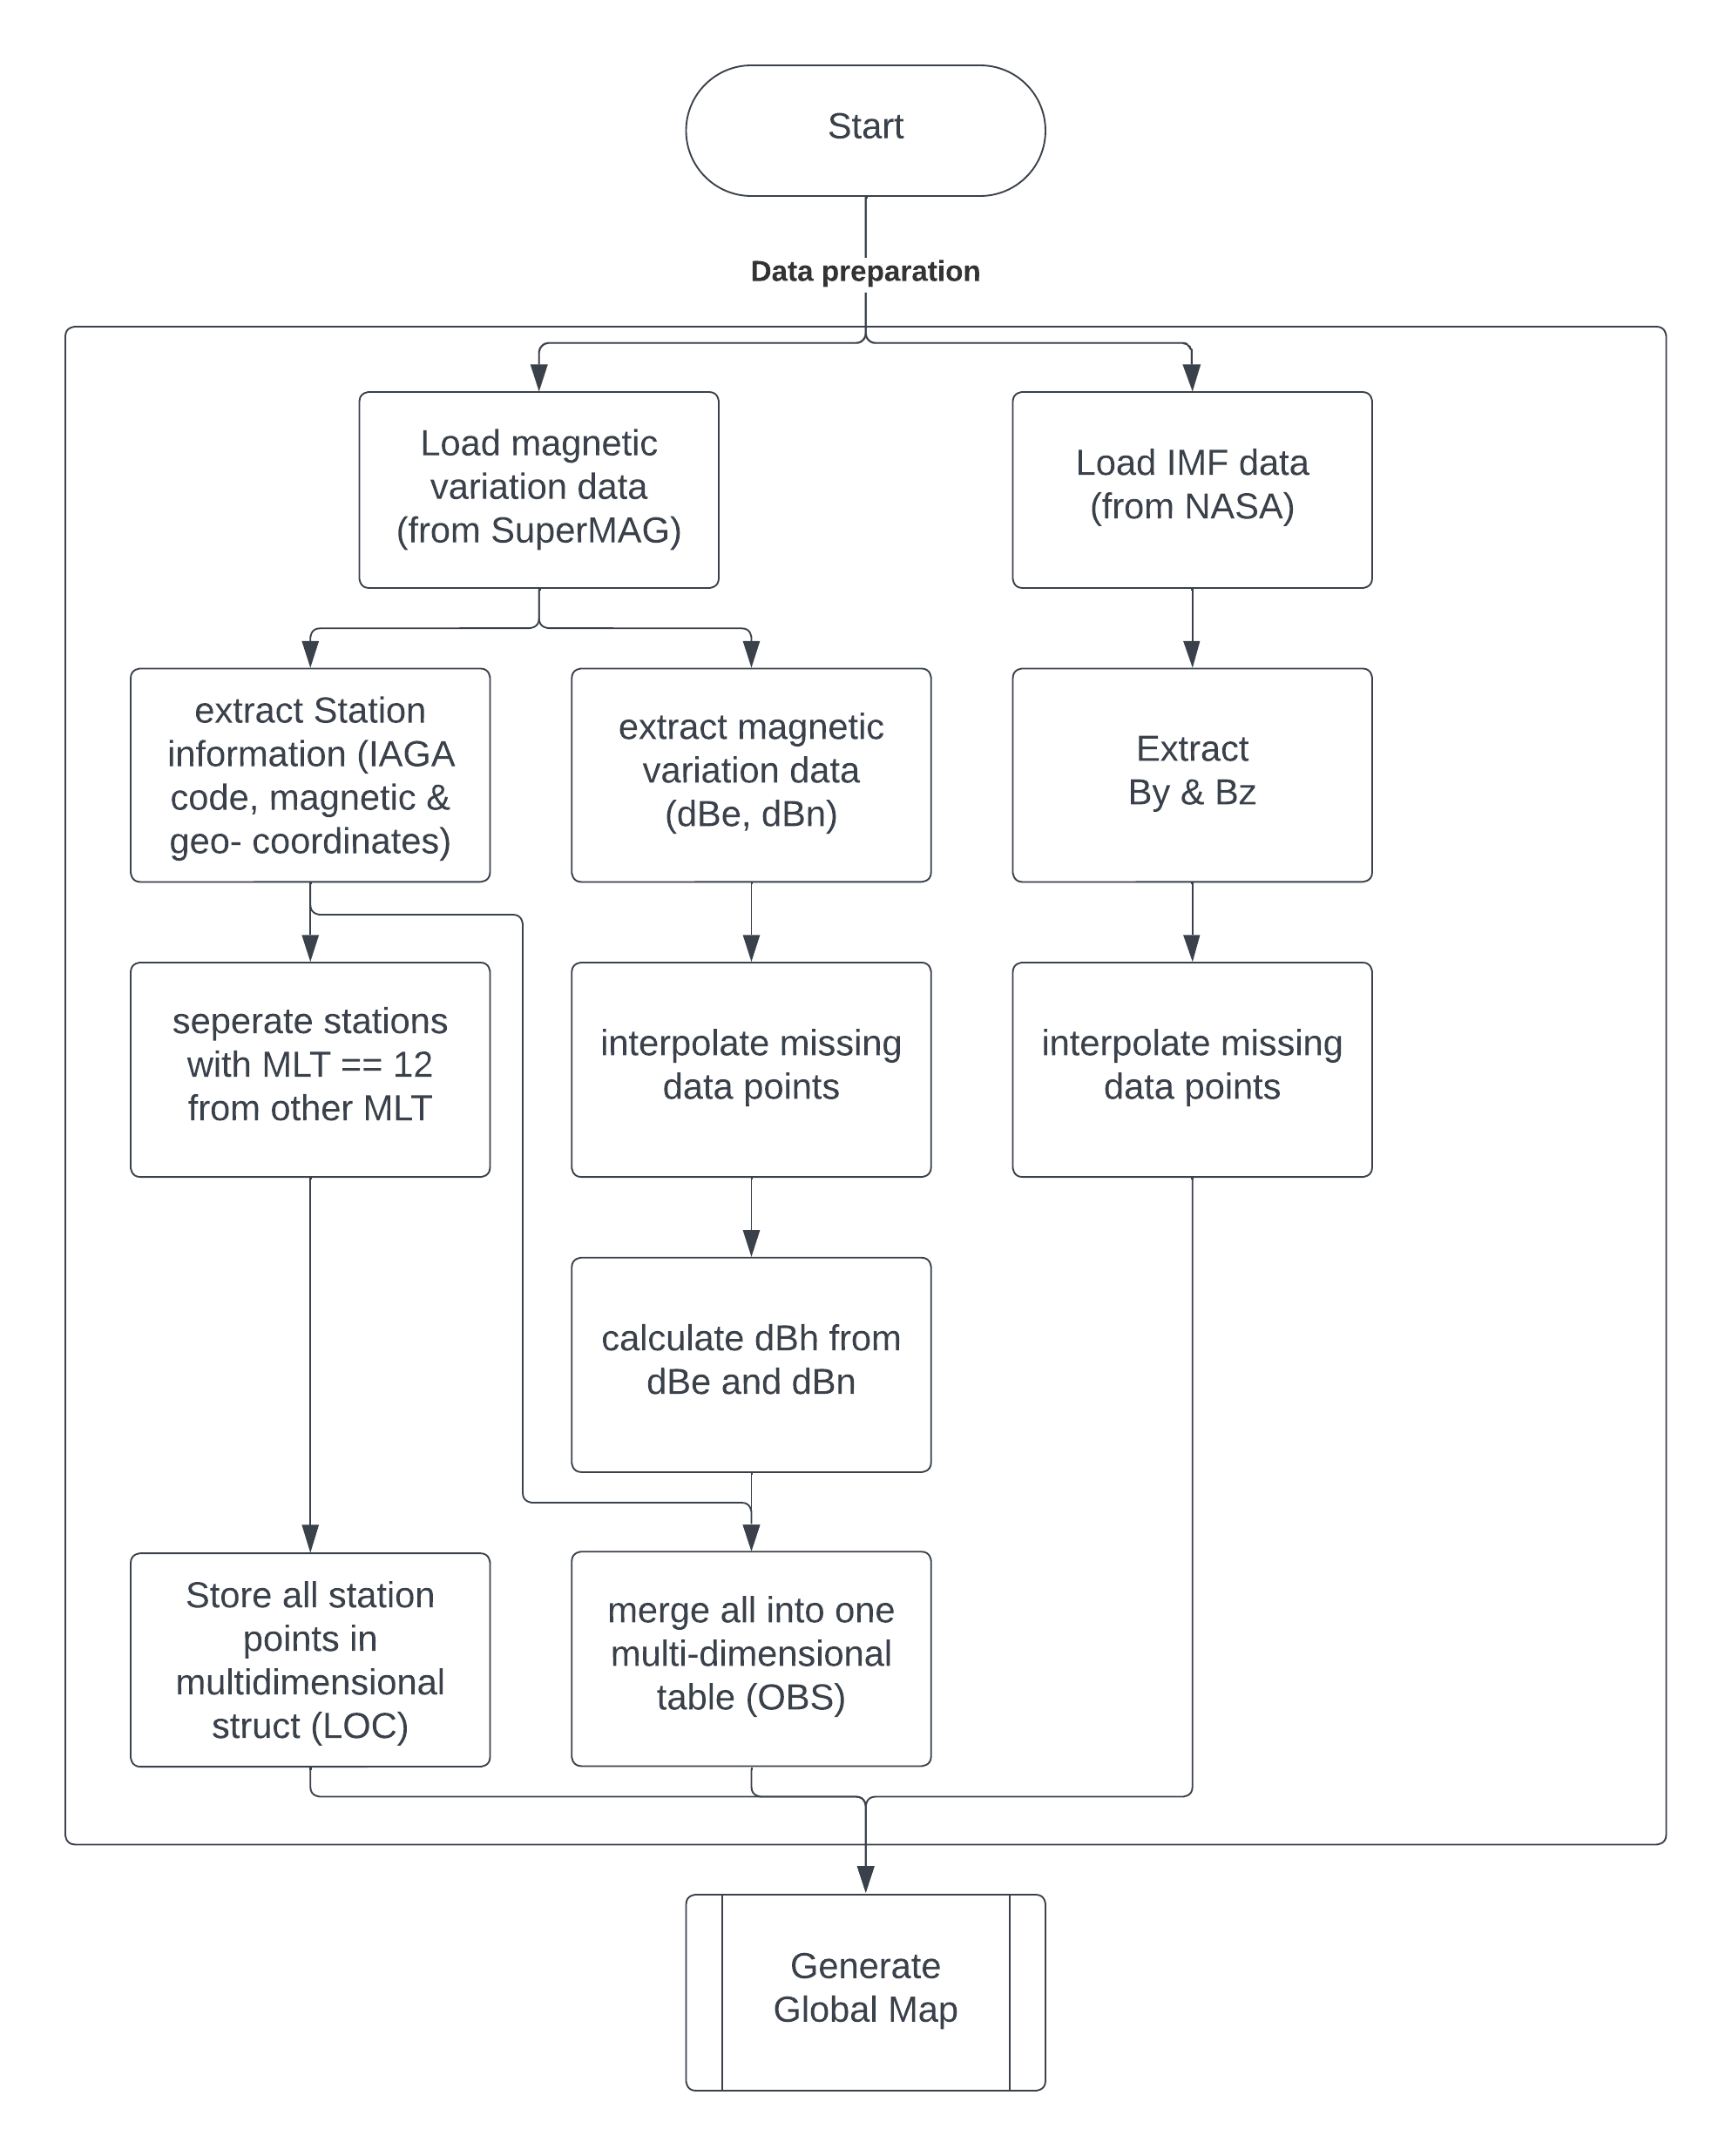 Start
Data preparation
Load magnetic
variation data
(from SuperMAG)
Load IMF data
(from NASA)
extract Station
information (IAGA
code, magnetic &
geo- coordinates)
extract magnetic
variation data
(dBe, dBn)
Extract
By & Bz
seperate stations
with MLT == 12
from other MLT
interpolate missing
data points
interpolate missing
data points
calculate dBh from
dBe and dBn
Store all station
points in
multidimensional
struct (LOC)
merge all into one
multi-dimensional
table (OBS)
Generate
Global Map